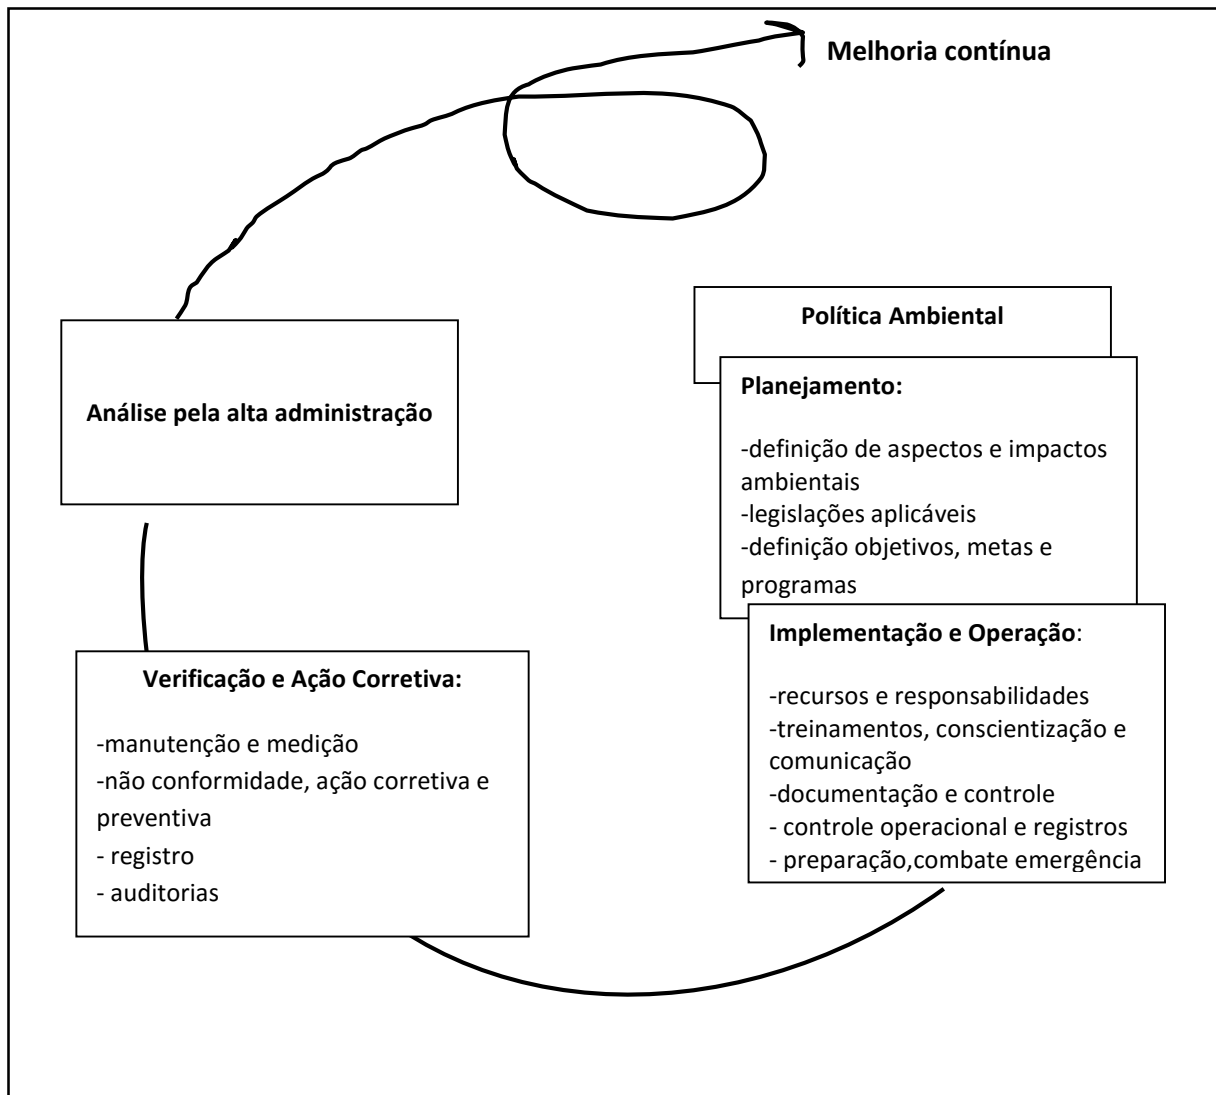 Melhoria contínua
Política Ambiental
Planejamento:
-definição de aspectos e impactos
ambientais
-legislações aplicáveis
-definição objetivos, metas e
programas
Análise pela alta administração
Implementação e Operação:
-recursos e responsabilidades
-treinamentos, conscientização e
comunicação
-documentação e controle
- controle operacional e registros
- preparação,combate emergência
Verificação e Ação Corretiva:
-manutenção e medição
-não conformidade, ação corretiva e
preventiva
- registro
- auditorias